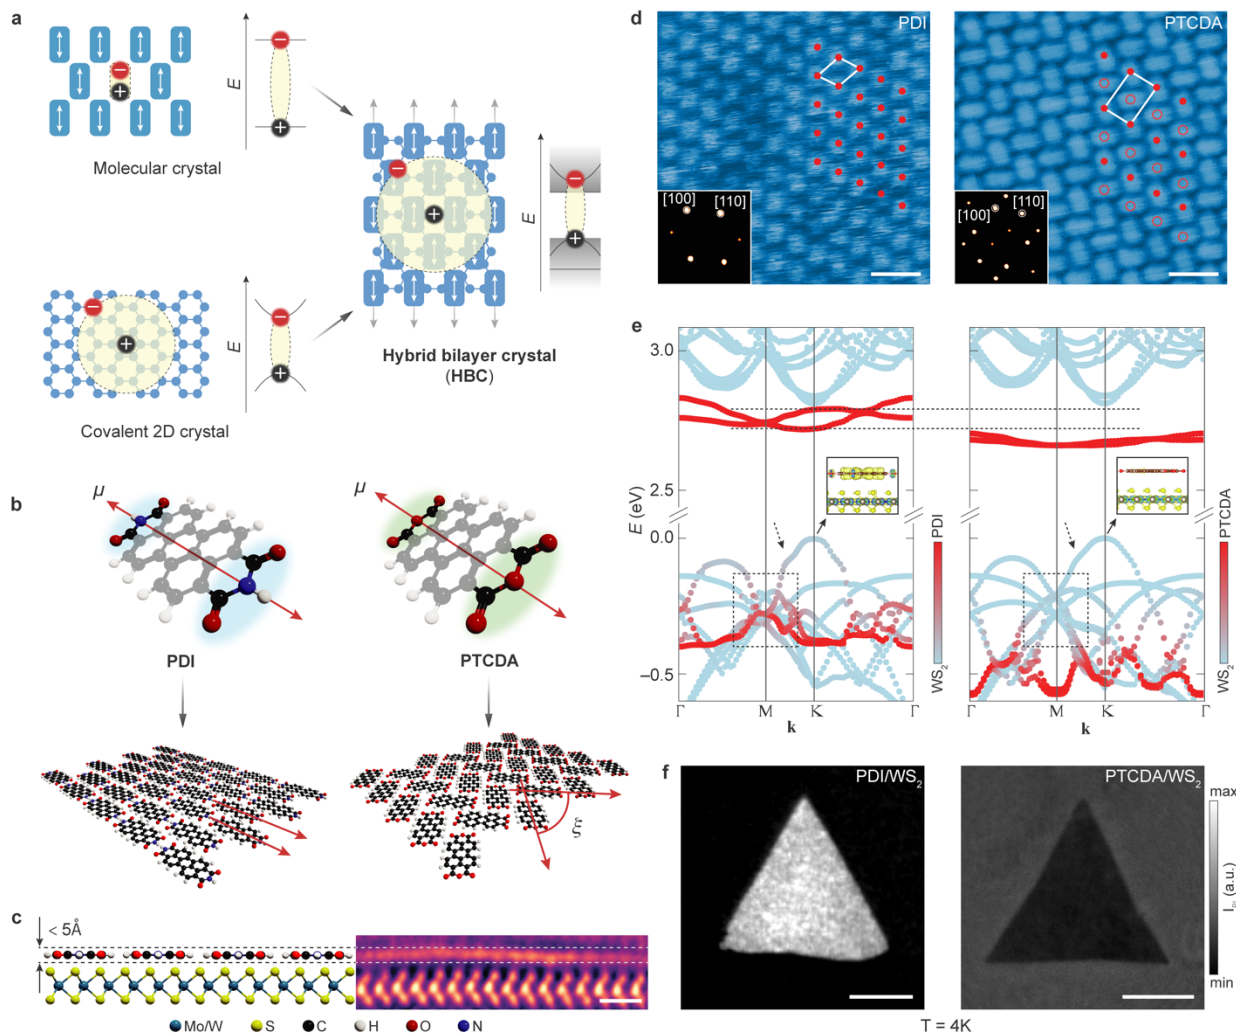 a
E
−
+
Molecular crystal
E
−
+
Covalent 2D crystal
E
−
+
Hybrid bilayer crystal
(HBC)
b
μ
μ
PDI
PTCDA
ξ
c
< 5Å
Mo/W S C H O N
d
PDI
[100] [110]
PTCDA
[100] [110]
e
3.0
2.5
0.0
−0.5
E (eV)
Γ M K Γ
k
WS2 PDI
Γ M K Γ
k
WS2 PTCDA
f
PDI/WS2
PTCDA/WS2
max
(a.u.)
min
T = 4K